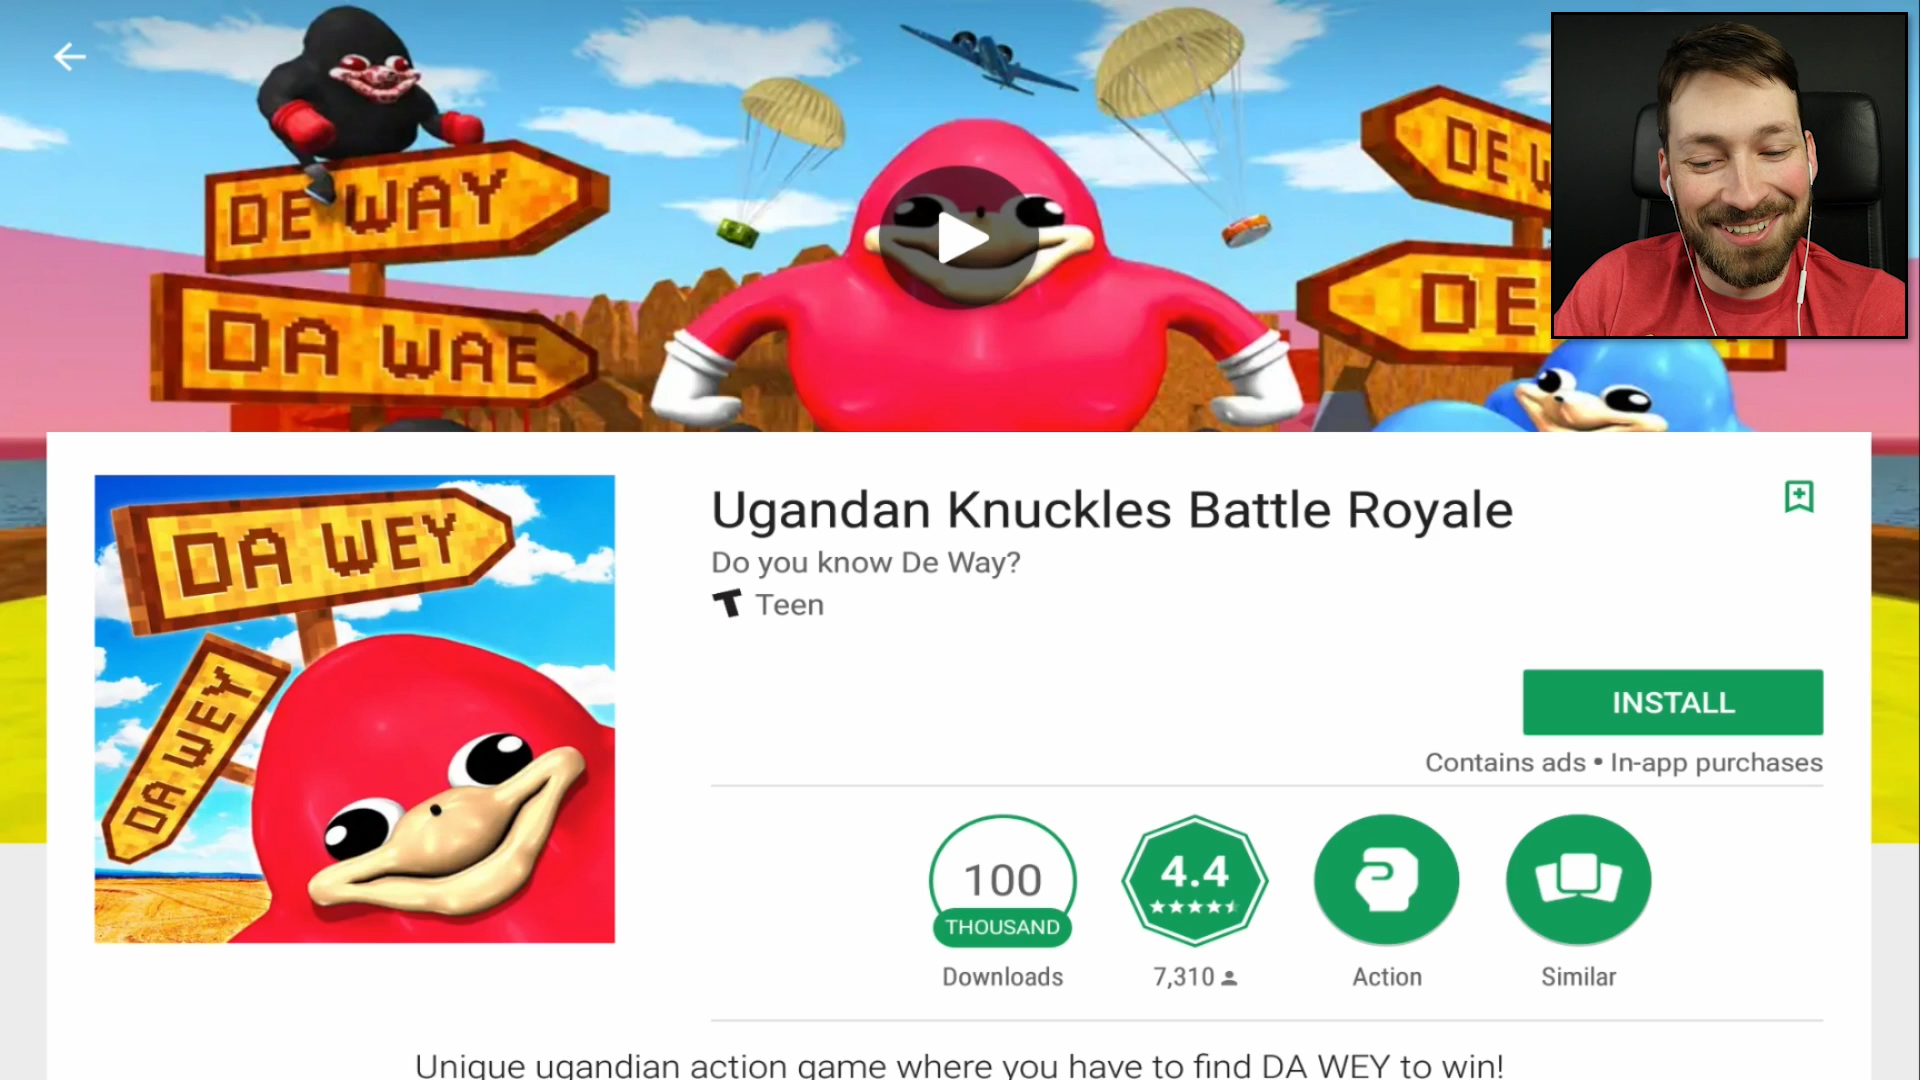 DE WAY
DA WAE
DE W
DE
DA WEY
DA WEY
Ugandan Knuckles Battle Royale
Do you know De Way?
T Teen
INSTALL
Contains ads • In-app purchases
100
THOUSAND
Downloads
4.4
7,310
Action
Similar
Unique ugandian action game where you have to find DA WEY to win!